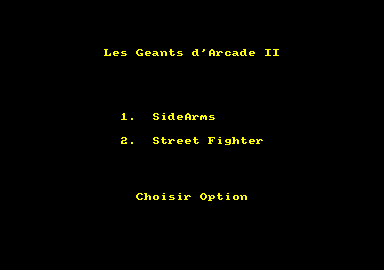 Les Geants d'Arcade II
1. SideArms
2. Street Fighter
Choisir Option